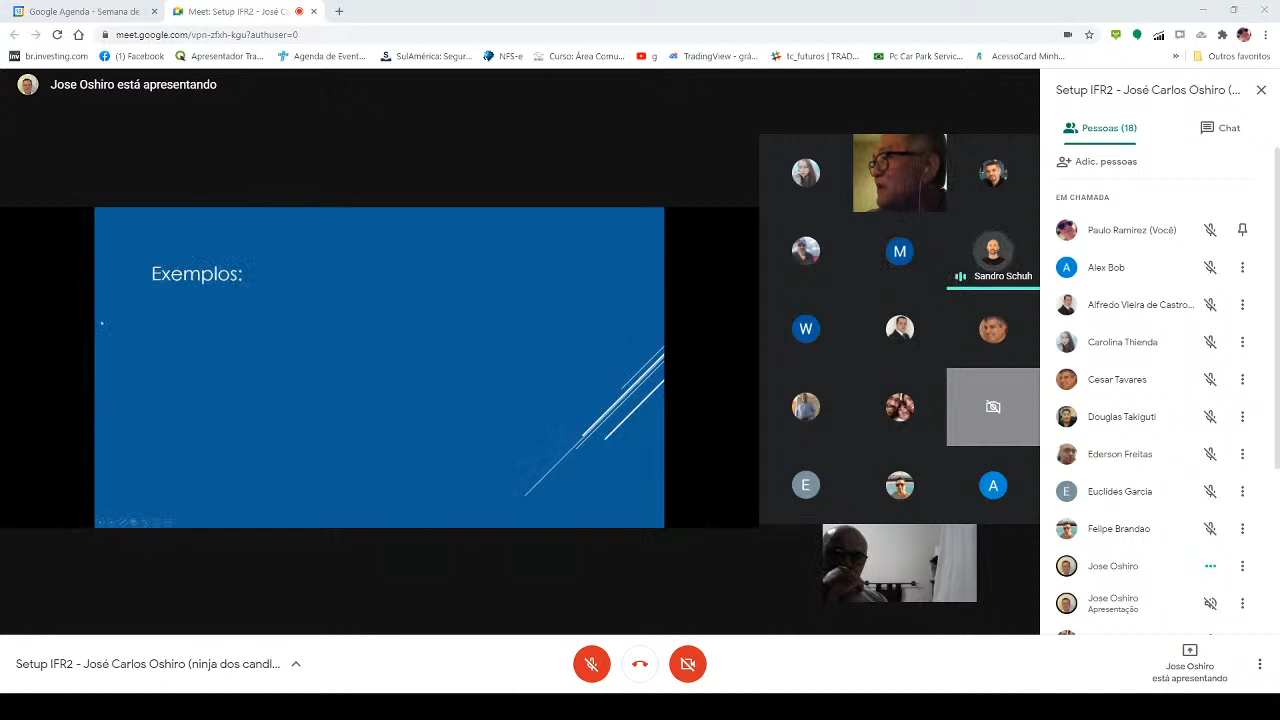 Google Agenda - Semana de
Meet: Setup IFR2 - José C
meet.google.com/vpn-zfxh-kgu?authuser=0
inv br.investing.com
(1) Facebook
Apresentador Tra...
Agenda de Event...
SulAmérica: Segur...
NFS-e
Curso: Área Comu...
g
TradingView - grá...
tc_futuros | TRAD...
Pc Car Park Servic...
A AcessoCard Minh...
»
Outros favoritos
Jose Oshiro está apresentando
Exemplos:
M
Sandro Schuh
W
E
A
Setup IFR2 - José Carlos Oshiro (...
Pessoas (18)
Chat
Adic. pessoas
EM CHAMADA
Paulo Ramirez (Você)
A Alex Bob
Alfredo Vieira de Castro...
Carolina Thienda
Cesar Tavares
Douglas Takiguti
Ederson Freitas
E Euclides Garcia
Felipe Brandao
Jose Oshiro
Jose Oshiro
Apresentação
Setup IFR2 - José Carlos Oshiro (ninja dos candl...
Jose Oshiro
está apresentando